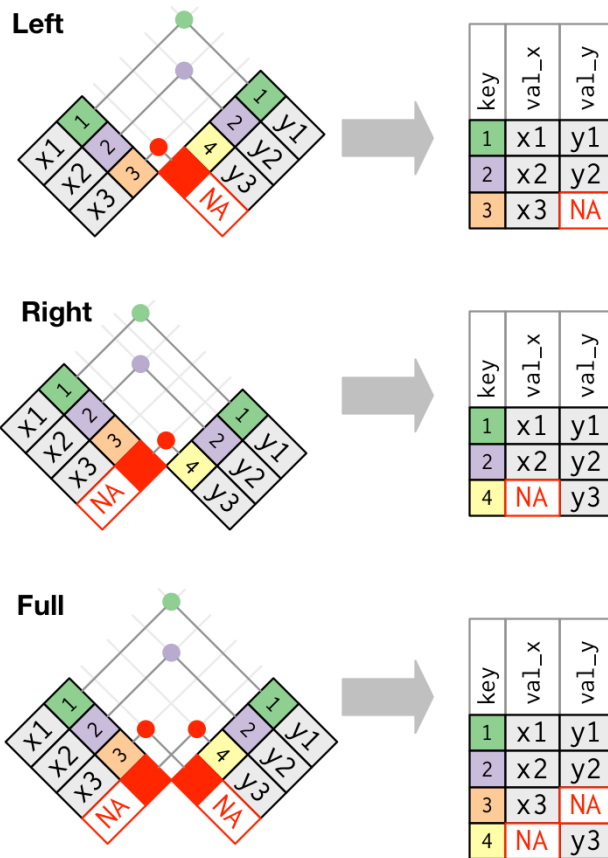 Left
1 x1
2 x2
3 x3
1 y1
2 y2
4 y3
NA
key val_x val_y
1 x1 y1
2 x2 y2
3 x3 NA
Right
1 x1
2 x2
3 x3
NA
1 y1
2 y2
4 y3
key val_x val_y
1 x1 y1
2 x2 y2
4 NA y3
Full
1 x1
2 x2
3 x3
NA
1 y1
2 y2
4 y3
NA
key val_x val_y
1 x1 y1
2 x2 y2
3 x3 NA
4 NA y3